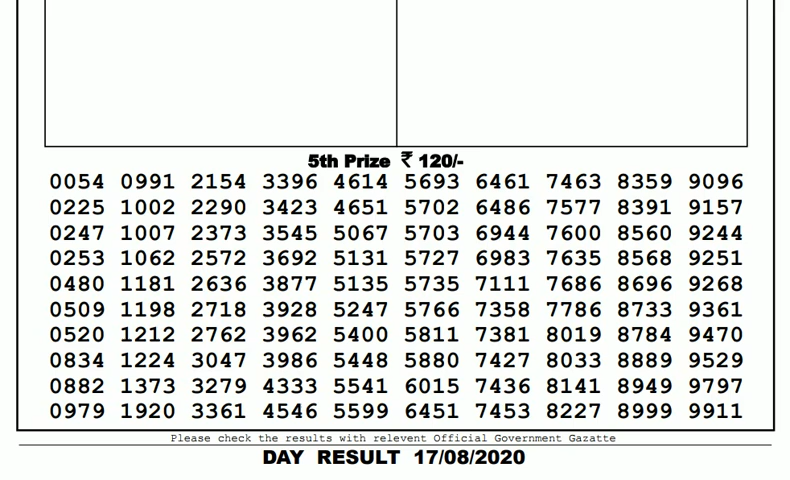 5th Prize ₹ 120/-
0054 0991 2154 3396 4614 5693 6461 7463 8359 9096
0225 1002 2290 3423 4651 5702 6486 7577 8391 9157
0247 1007 2373 3545 5067 5703 6944 7600 8560 9244
0253 1062 2572 3692 5131 5727 6983 7635 8568 9251
0480 1181 2636 3877 5135 5735 7111 7686 8696 9268
0509 1198 2718 3928 5247 5766 7358 7786 8733 9361
0520 1212 2762 3962 5400 5811 7381 8019 8784 9470
0834 1224 3047 3986 5448 5880 7427 8033 8889 9529
0882 1373 3279 4333 5541 6015 7436 8141 8949 9797
0979 1920 3361 4546 5599 6451 7453 8227 8999 9911
Please check the results with relevent Official Government Gazatte
DAY RESULT 17/08/2020